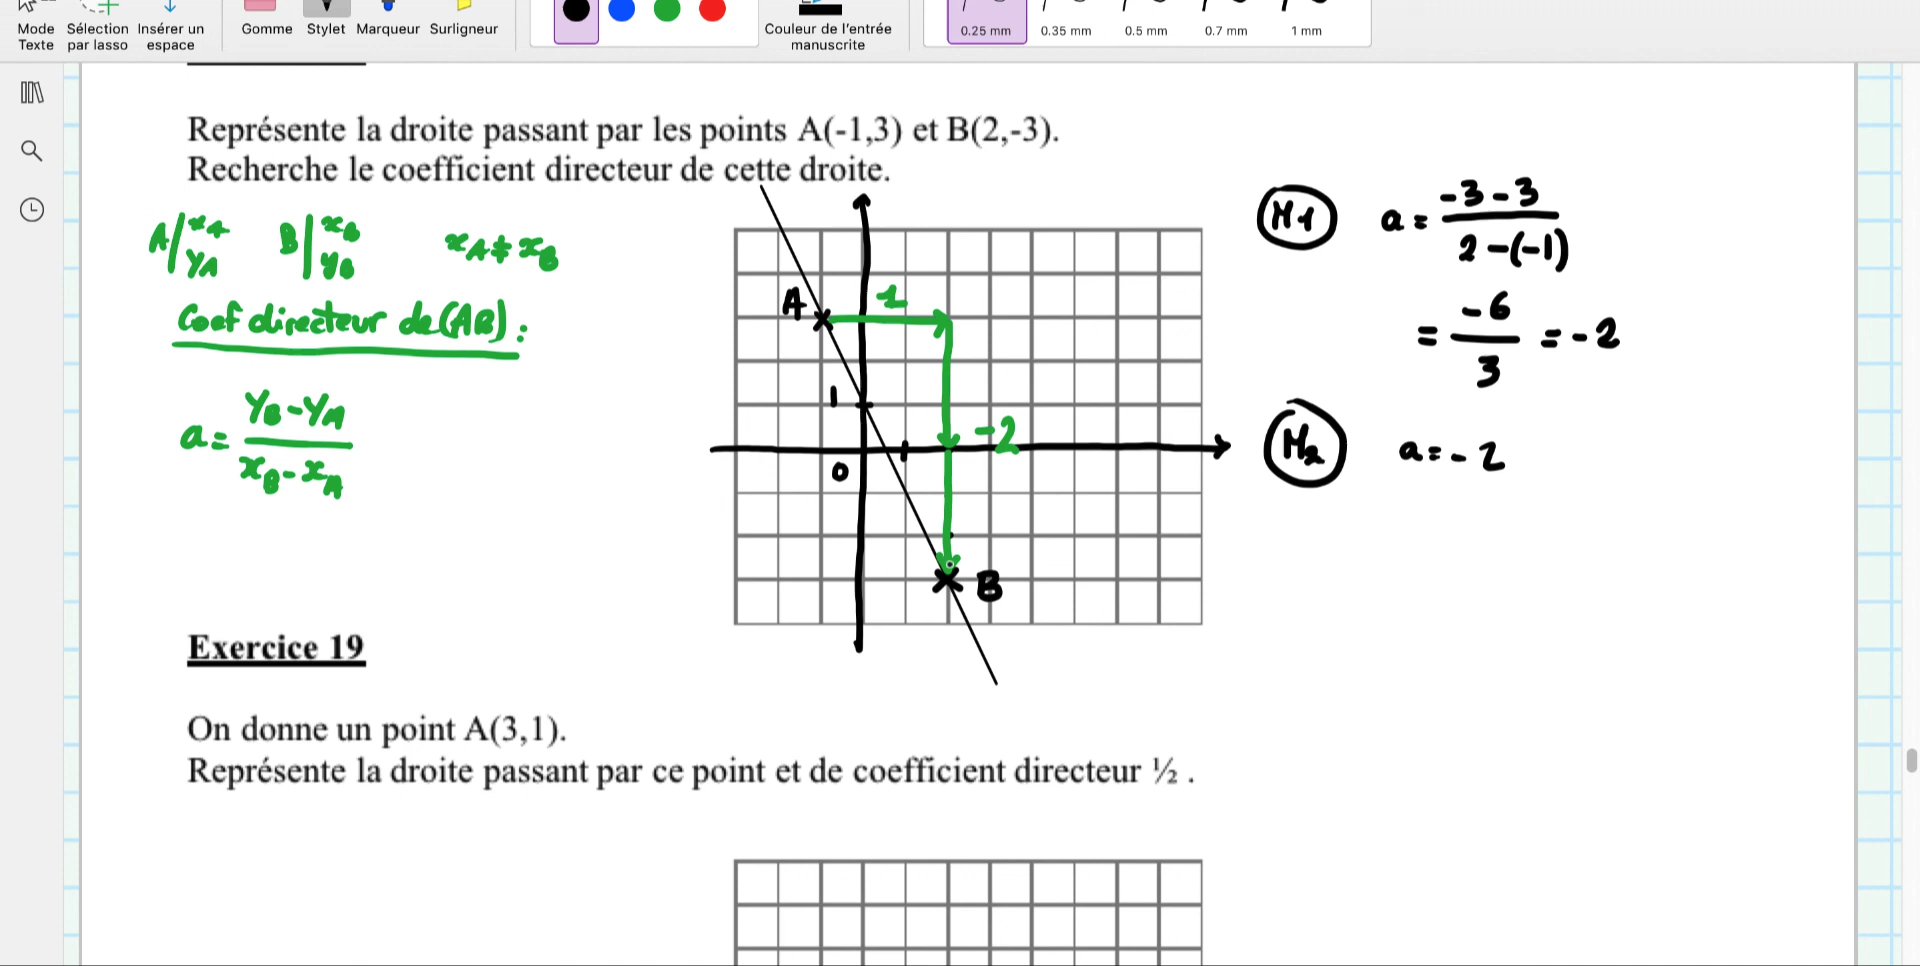 Mode Texte
Sélection par lasso
Insérer un espace
Gomme
Stylet
Marqueur
Surligneur
Couleur de l'entrée manuscrite
0.25 mm
0.35 mm
0.5 mm
0.7 mm
1 mm
Représente la droite passant par les points A(-1,3) et B(2,-3).
Recherche le coefficient directeur de cette droite.
A | xA yA B | xB yB xA ≠ xB
Coef directeur de (AB) :
a = (yB - yA) / (xB - xA)
A
1
1
-2
0
B
M1 a = (-3 - 3) / (2 - (-1))
= -6 / 3 = -2
M2 a = -2
Exercice 19
On donne un point A(3,1).
Représente la droite passant par ce point et de coefficient directeur ½ .